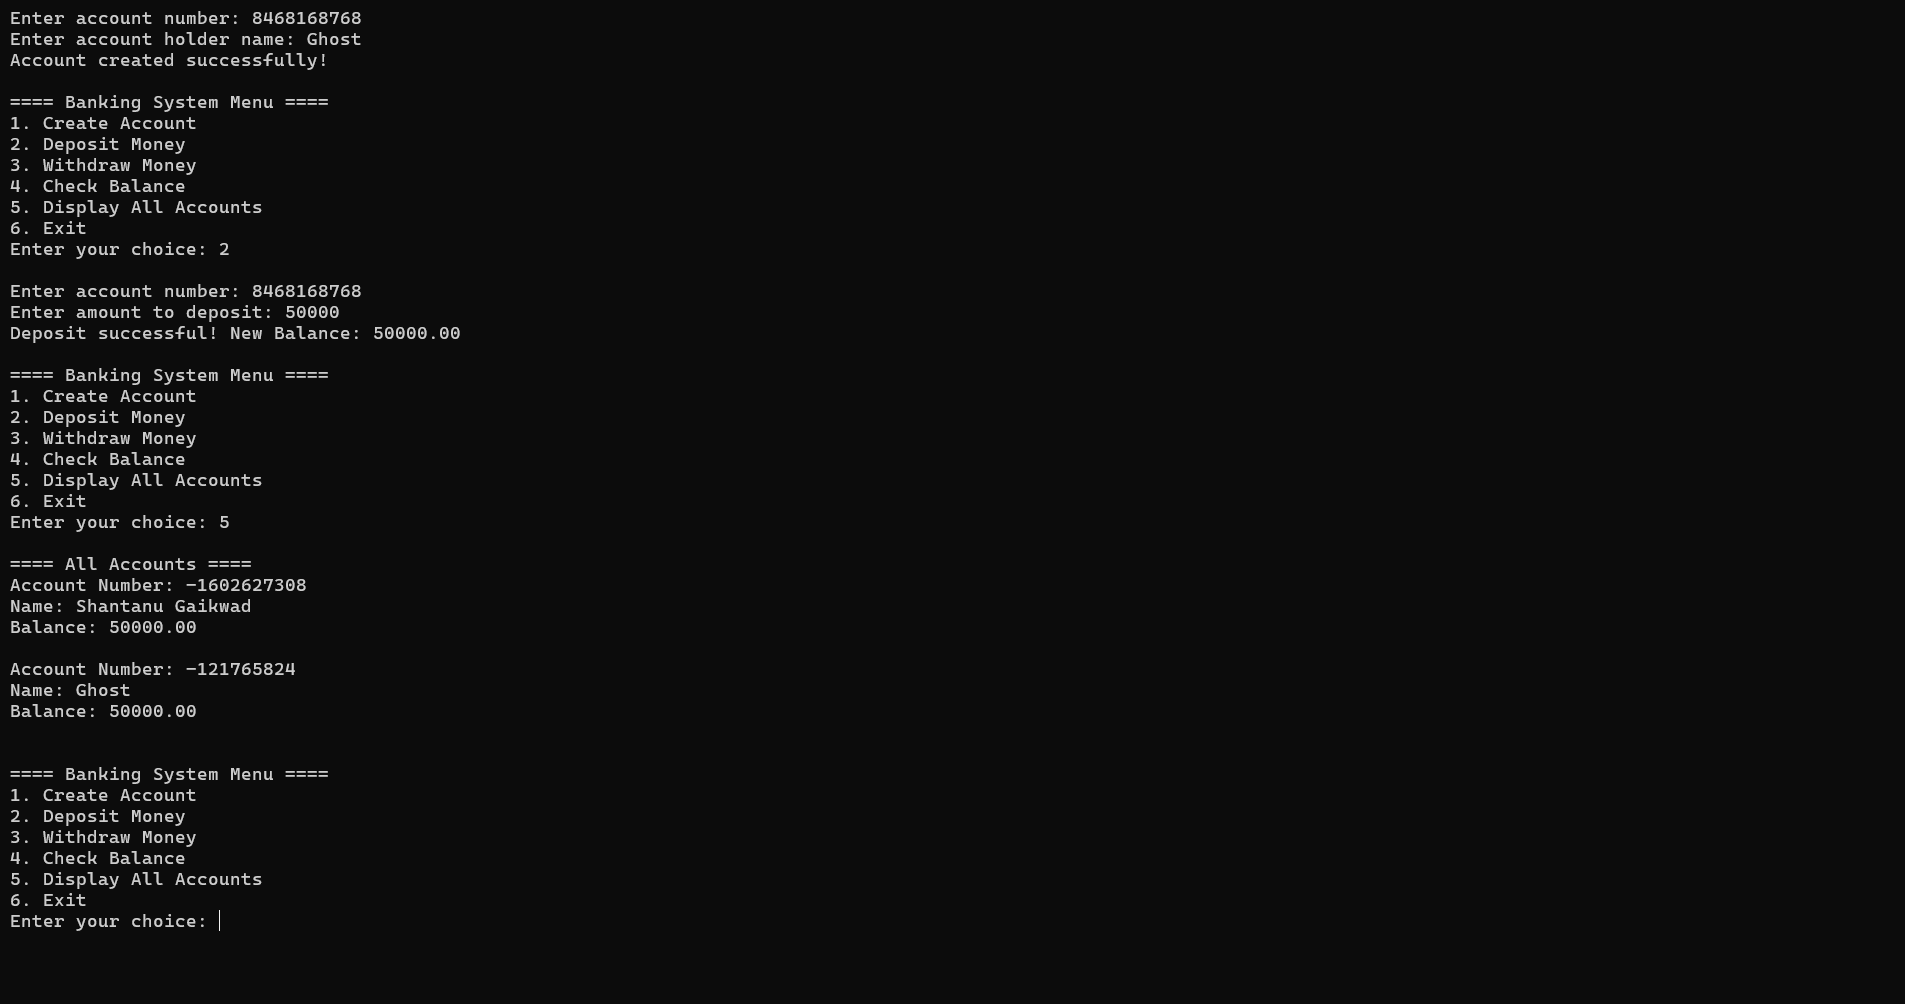 Enter account number: 8468168768
Enter account holder name: Ghost
Account created successfully!

==== Banking System Menu ====
1. Create Account
2. Deposit Money
3. Withdraw Money
4. Check Balance
5. Display All Accounts
6. Exit
Enter your choice: 2

Enter account number: 8468168768
Enter amount to deposit: 50000
Deposit successful! New Balance: 50000.00

==== Banking System Menu ====
1. Create Account
2. Deposit Money
3. Withdraw Money
4. Check Balance
5. Display All Accounts
6. Exit
Enter your choice: 5

==== All Accounts ====
Account Number: -1602627308
Name: Shantanu Gaikwad
Balance: 50000.00

Account Number: -121765824
Name: Ghost
Balance: 50000.00


==== Banking System Menu ====
1. Create Account
2. Deposit Money
3. Withdraw Money
4. Check Balance
5. Display All Accounts
6. Exit
Enter your choice: